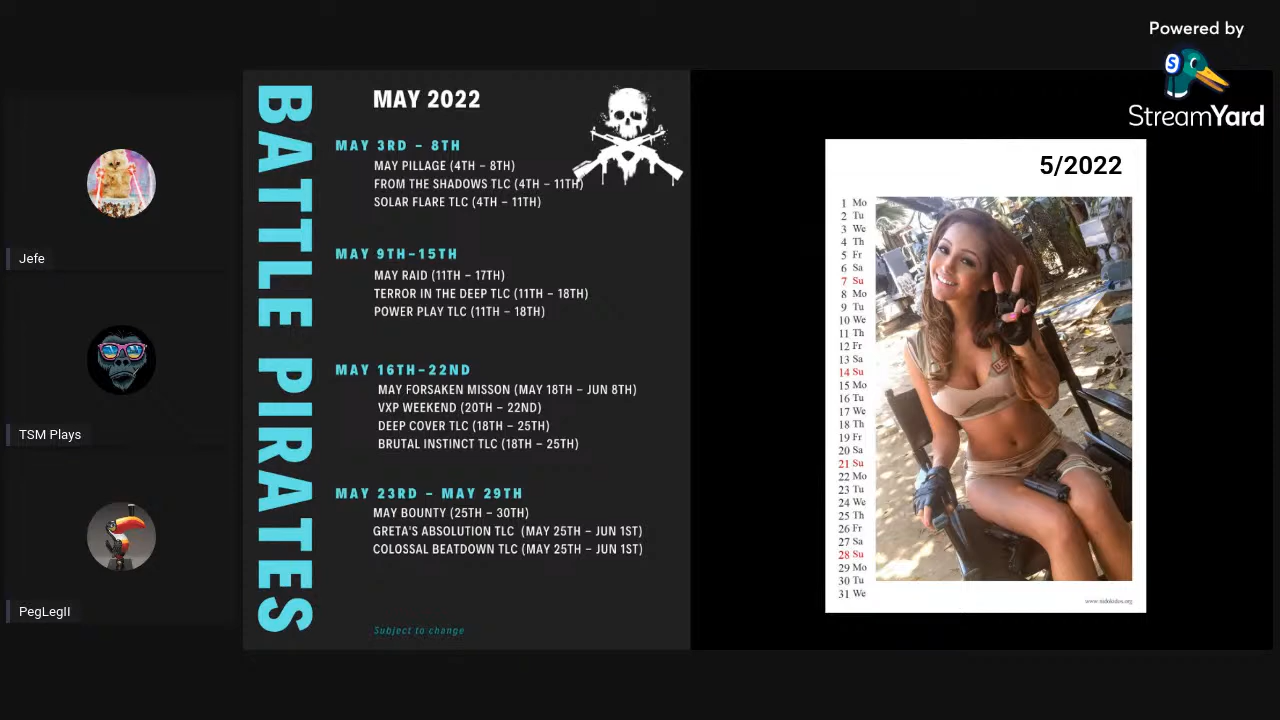 Powered by
StreamYard
Jefe
TSM Plays
PegLegII
BATTLE PIRATES
MAY 2022
MAY 3RD - 8TH
MAY PILLAGE (4TH - 8TH)
FROM THE SHADOWS TLC (4TH - 11TH)
SOLAR FLARE TLC (4TH - 11TH)
MAY 9TH-15TH
MAY RAID (11TH - 17TH)
TERROR IN THE DEEP TLC (11TH - 18TH)
POWER PLAY TLC (11TH - 18TH)
MAY 16TH-22ND
MAY FORSAKEN MISSON (MAY 18TH - JUN 8TH)
VXP WEEKEND (20TH - 22ND)
DEEP COVER TLC (18TH - 25TH)
BRUTAL INSTINCT TLC (18TH - 25TH)
MAY 23RD - MAY 29TH
MAY BOUNTY (25TH - 30TH)
GRETA'S ABSOLUTION TLC (MAY 25TH - JUN 1ST)
COLOSSAL BEATDOWN TLC (MAY 25TH - JUN 1ST)
Subject to change
5/2022
1 Mo
2 Tu
3 We
4 Th
5 Fr
6 Sa
7 Su
8 Mo
9 Tu
10 We
11 Th
12 Fr
13 Sa
14 Su
15 Mo
16 Tu
17 We
18 Th
19 Fr
20 Sa
21 Su
22 Mo
23 Tu
24 We
25 Th
26 Fr
27 Sa
28 Su
29 Mo
30 Tu
31 We